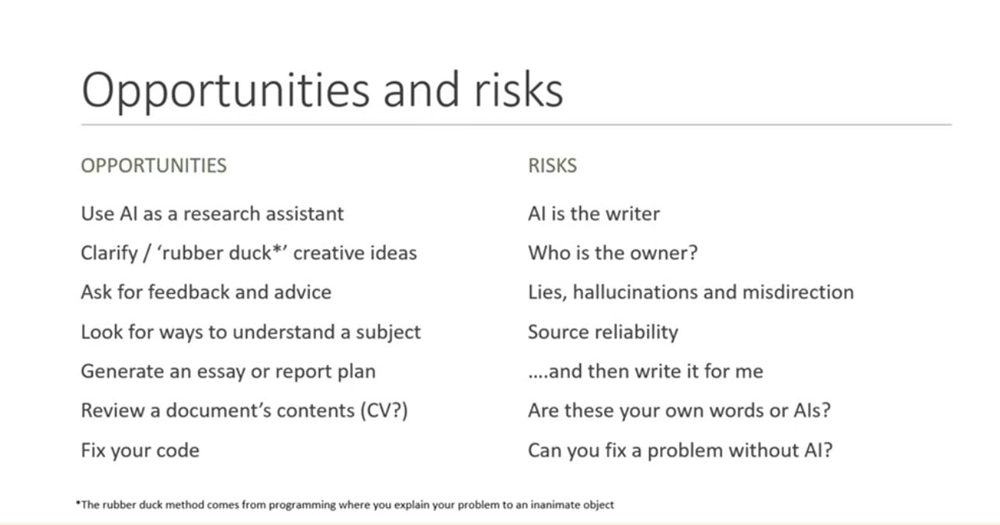 Opportunities and risks
OPPORTUNITIES
Use AI as a research assistant
Clarify / ‘rubber duck*’ creative ideas
Ask for feedback and advice
Look for ways to understand a subject
Generate an essay or report plan
Review a document’s contents (CV?)
Fix your code
RISKS
AI is the writer
Who is the owner?
Lies, hallucinations and misdirection
Source reliability
....and then write it for me
Are these your own words or AIs?
Can you fix a problem without AI?
*The rubber duck method comes from programming where you explain your problem to an inanimate object